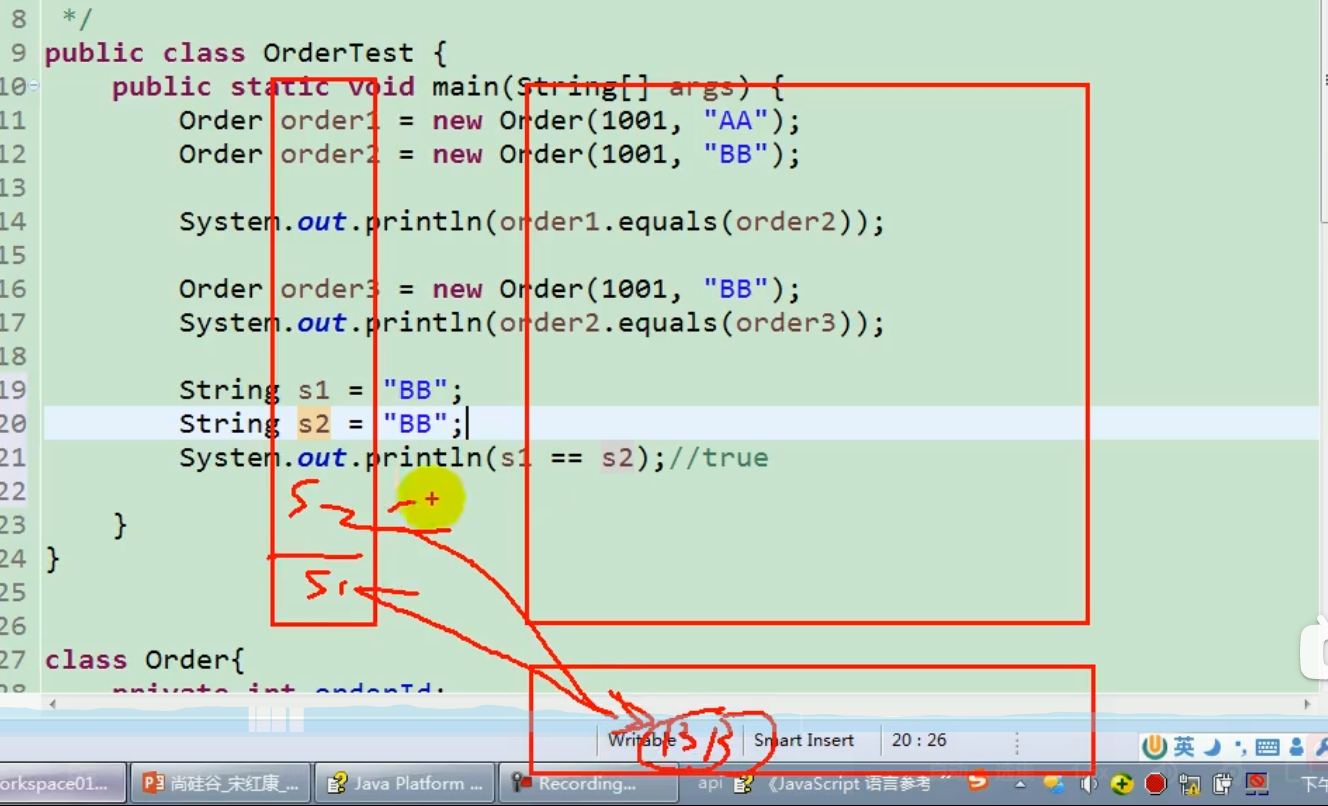 8 */
9 public class OrderTest {
10 public static void main(String[] args) {
11 Order order1 = new Order(1001, "AA");
12 Order order2 = new Order(1001, "BB");
13
14 System.out.println(order1.equals(order2));
15
16 Order order3 = new Order(1001, "BB");
17 System.out.println(order2.equals(order3));
18
19 String s1 = "BB";
20 String s2 = "BB";
21 System.out.println(s1 == s2);//true
22
S2
23 }
24 }
S1
25
26
27 class Order{
28 private int orderId;
Writable BB Smart Insert 20 : 26
英
orkspace01... 尚硅谷_宋红康_... Java Platform ... Recording... api 《JavaScript 语言参考 下午